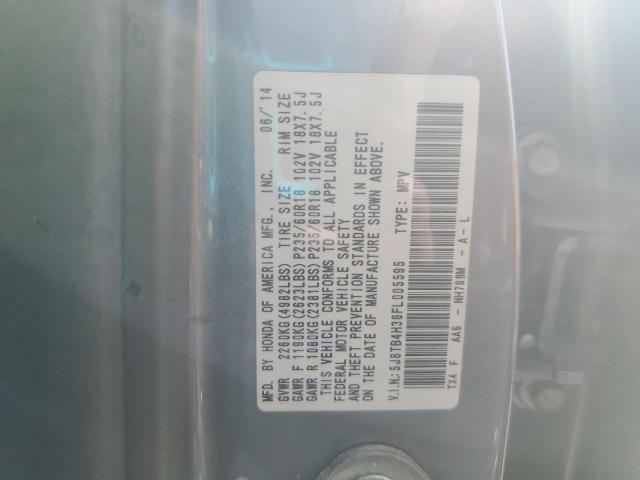 MFD. BY HONDA OF AMERICA MFG., INC. 06/'14
GVWR 2260KG(4982LBS) TIRE SIZE RIM SIZE
GAWR F 1190KG(2623LBS) P235/60R18 102V 18X7.5J
GAWR R 1080KG(2381LBS) P235/60R18 102V 18X7.5J
THIS VEHICLE CONFORMS TO ALL APPLICABLE
FEDERAL MOTOR VEHICLE SAFETY
AND THEFT PREVENTION STANDARDS IN EFFECT
ON THE DATE OF MANUFACTURE SHOWN ABOVE.
V.I.N.: 5J8TB4H36FL005595 TYPE: MPV
TX4 F AA6 - NH789M - A - L